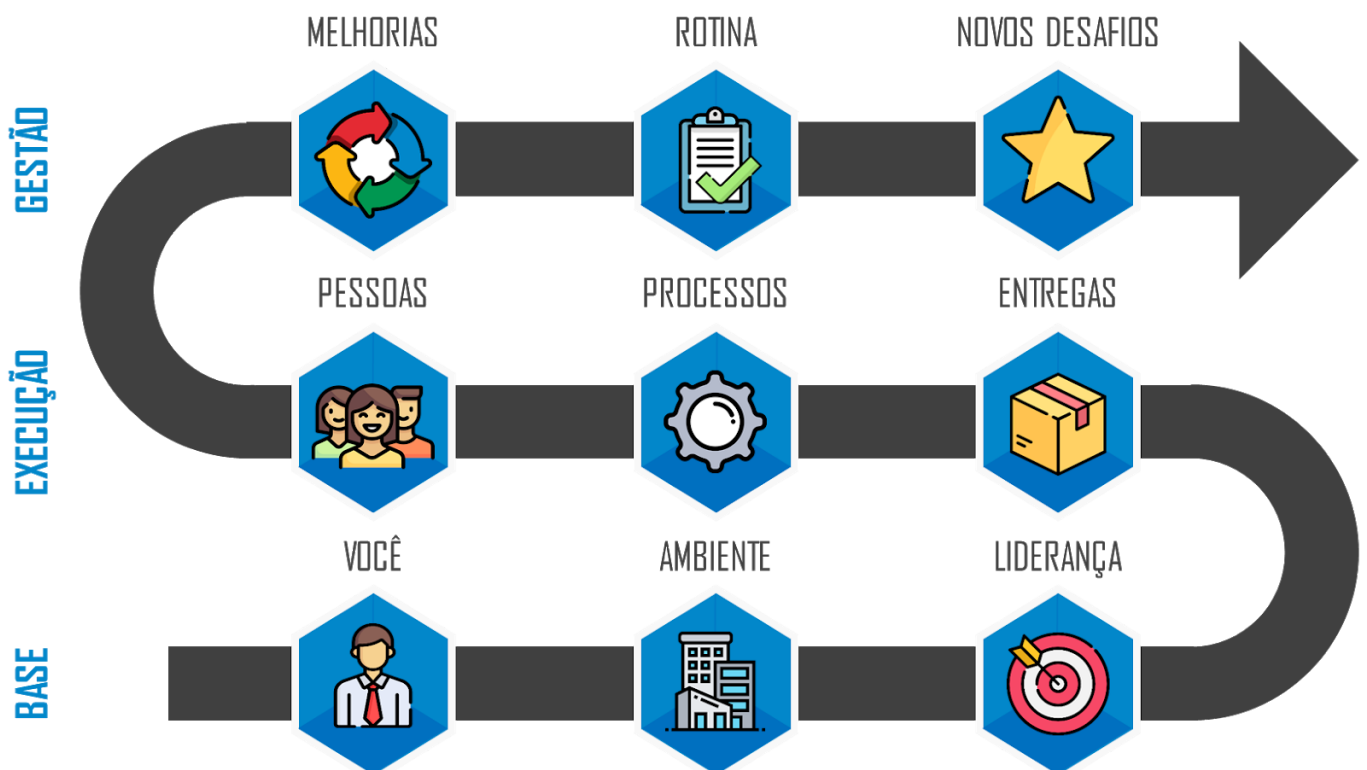 MELHORIAS
ROTINA
NOVOS DESAFIOS
GESTÃO
PESSOAS
PROCESSOS
ENTREGAS
EXECUÇÃO
VOCÊ
AMBIENTE
LIDERANÇA
BASE